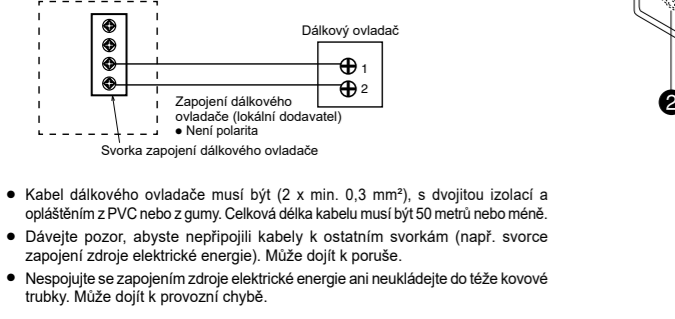 Dálkový ovladač
1
2
Zapojení dálkového
ovladače (lokální dodavatel)
● Není polarita
Svorka zapojení dálkového ovladače
2
● Kabel dálkového ovladače musí být (2 x min. 0,3 mm²), s dvojitou izolací a
opláštěním z PVC nebo z gumy. Celková délka kabelu musí být 50 metrů nebo méně.
● Dávejte pozor, abyste nepřipojili kabely k ostatním svorkám (např. svorce
zapojení zdroje elektrické energie). Může dojít k poruše.
● Nespojujte se zapojením zdroje elektrické energie ani neukládejte do téže kovové
trubky. Může dojít k provozní chybě.